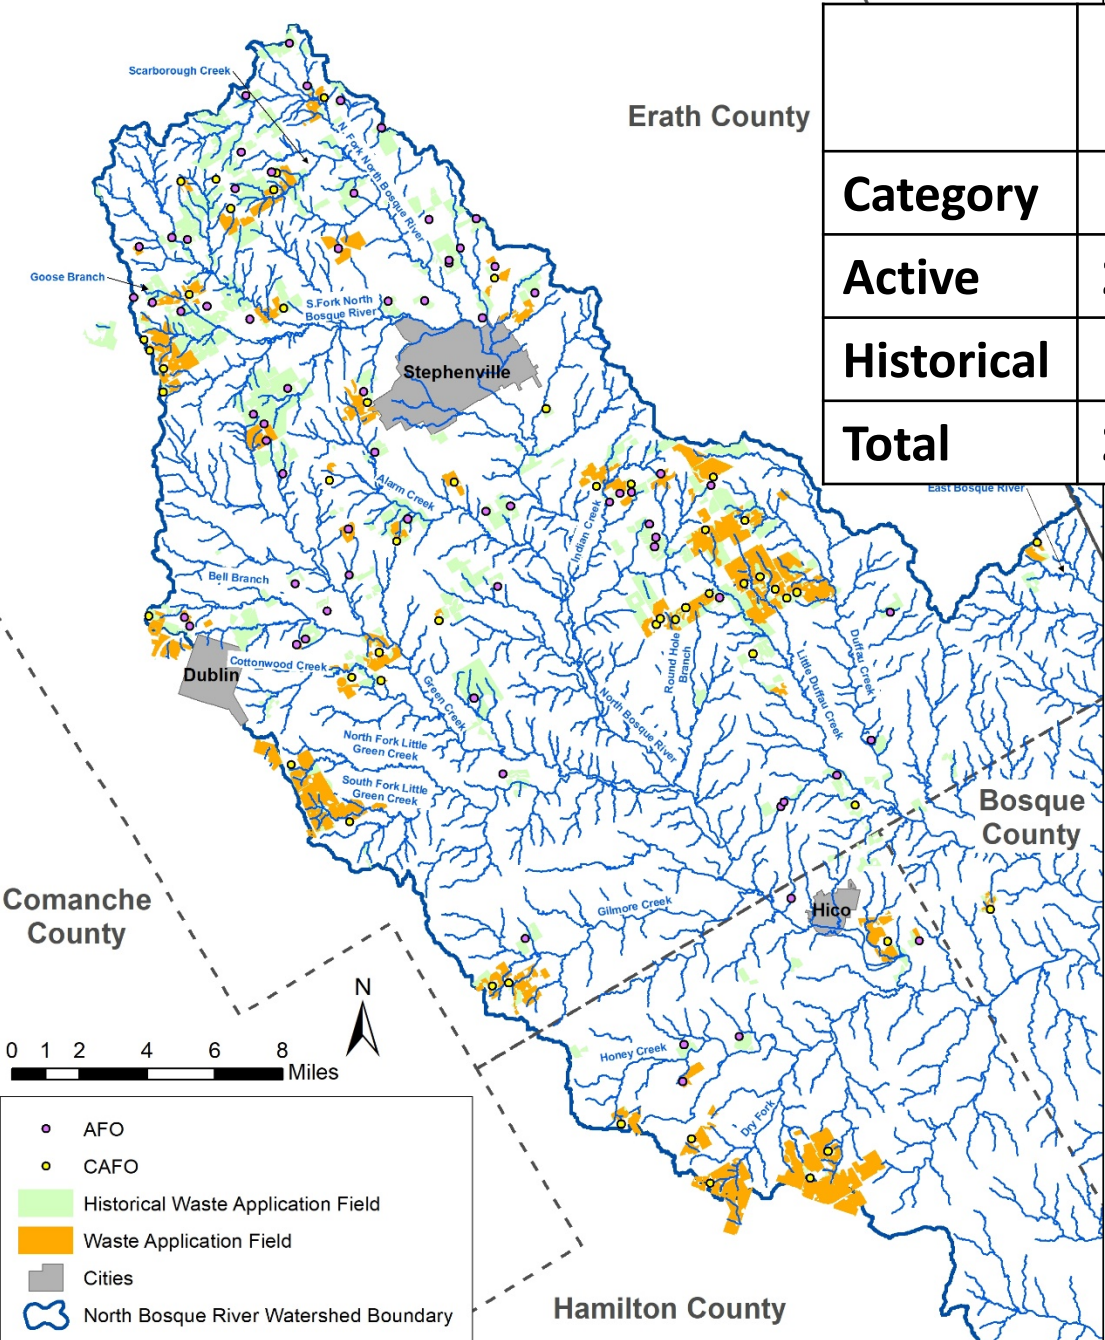 Scarborough Creek
Erath County
Category
Active
Historical
Total
N. Fork North Bosque River
Goose Branch
S.Fork North
Bosque River
Stephenville
East Bosque River
Alarm Creek
Indian Creek
Bell Branch
Dublin
Cottonwood Creek
Green Creek
Round Hole
Branch
North Bosque River
Little Duffau Creek
Duffau Creek
North Fork Little
Green Creek
South Fork Little
Green Creek
Bosque
County
Comanche
County
Gilmore Creek
Hico
N
0 1 2 4 6 8
Miles
Honey Creek
Dry Fork
AFO
CAFO
Historical Waste Application Field
Waste Application Field
Cities
North Bosque River Watershed Boundary
Hamilton County